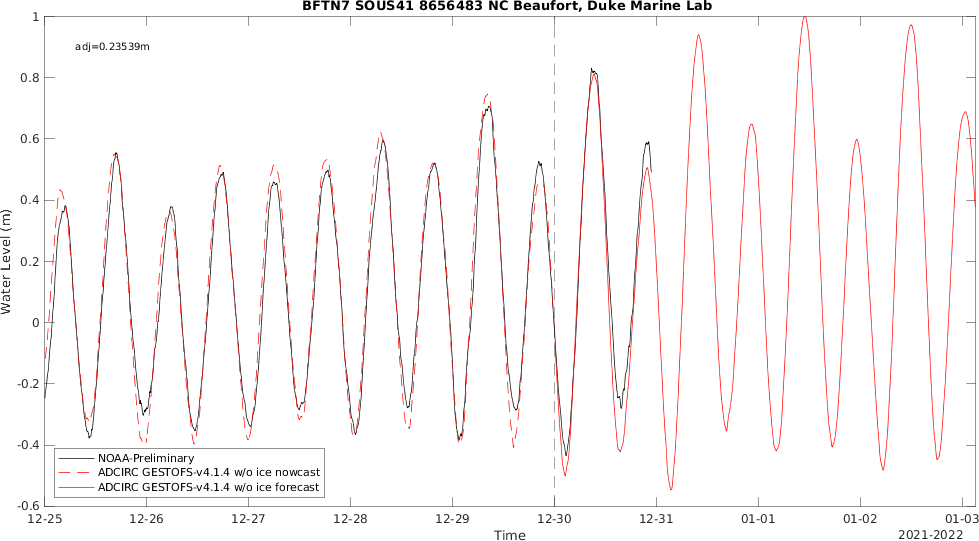 BFTN7 SOUS41 8656483 NC Beaufort, Duke Marine Lab
adj=0.23539m
1
0.8
0.6
0.4
0.2
0
-0.2
-0.4
-0.6
Water Level (m)
NOAA-Preliminary
ADCIRC GESTOFS-v4.1.4 w/o ice nowcast
ADCIRC GESTOFS-v4.1.4 w/o ice forecast
12-25 12-26 12-27 12-28 12-29 12-30 12-31 01-01 01-02 01-03
Time
2021-2022